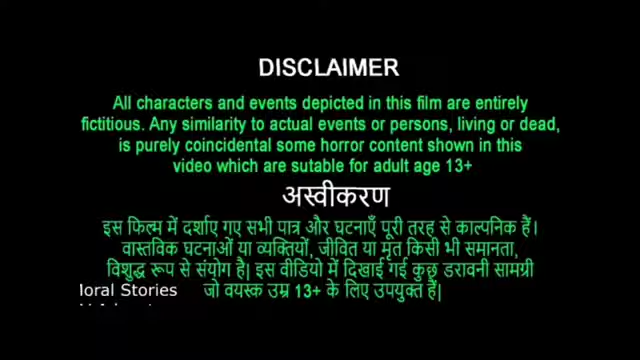 DISCLAIMER
All characters and events depicted in this film are entirely
fictitious. Any similarity to actual events or persons, living or dead,
is purely coincidental some horror content shown in this
video which are sutable for adult age 13+
अस्वीकरण
इस फिल्म में दर्शाए गए सभी पात्र और घटनाएँ पूरी तरह से काल्पनिक हैं।
वास्तविक घटनाओं या व्यक्तियों, जीवित या मृत किसी भी समानता,
विशुद्ध रूप से संयोग है| इस वीडियो में दिखाई गई कुछ डरावनी सामग्री
जो वयस्क उम्र 13+ के लिए उपयुक्त हैं|
Stories